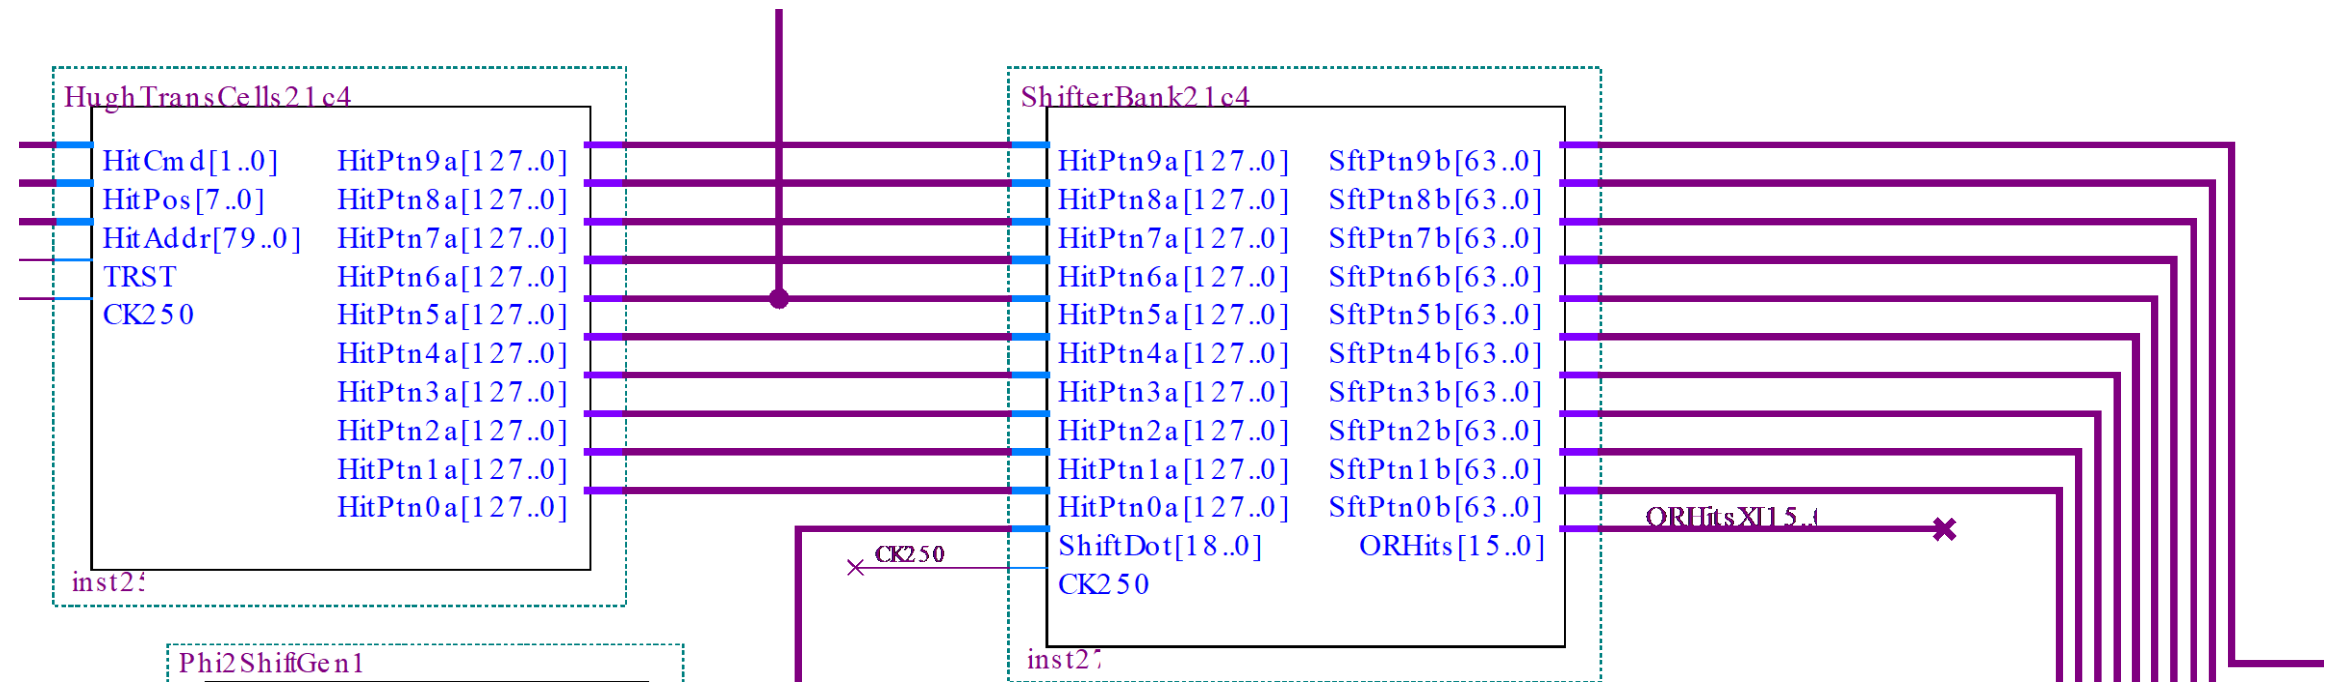 HughTransCells21c4
HitCmd[1..0]
HitPos[7..0]
HitAddr[79..0]
TRST
CK250
HitPtn9a[127..0]
HitPtn8a[127..0]
HitPtn7a[127..0]
HitPtn6a[127..0]
HitPtn5a[127..0]
HitPtn4a[127..0]
HitPtn3a[127..0]
HitPtn2a[127..0]
HitPtn1a[127..0]
HitPtn0a[127..0]
Phi2ShiftGen1
CK250
ShifterBank21c4
HitPtn9a[127..0]
HitPtn8a[127..0]
HitPtn7a[127..0]
HitPtn6a[127..0]
HitPtn5a[127..0]
HitPtn4a[127..0]
HitPtn3a[127..0]
HitPtn2a[127..0]
HitPtn1a[127..0]
HitPtn0a[127..0]
ShiftDot[18..0]
CK250
SftPtn9b[63..0]
SftPtn8b[63..0]
SftPtn7b[63..0]
SftPtn6b[63..0]
SftPtn5b[63..0]
SftPtn4b[63..0]
SftPtn3b[63..0]
SftPtn2b[63..0]
SftPtn1b[63..0]
SftPtn0b[63..0]
ORHits[15..0]